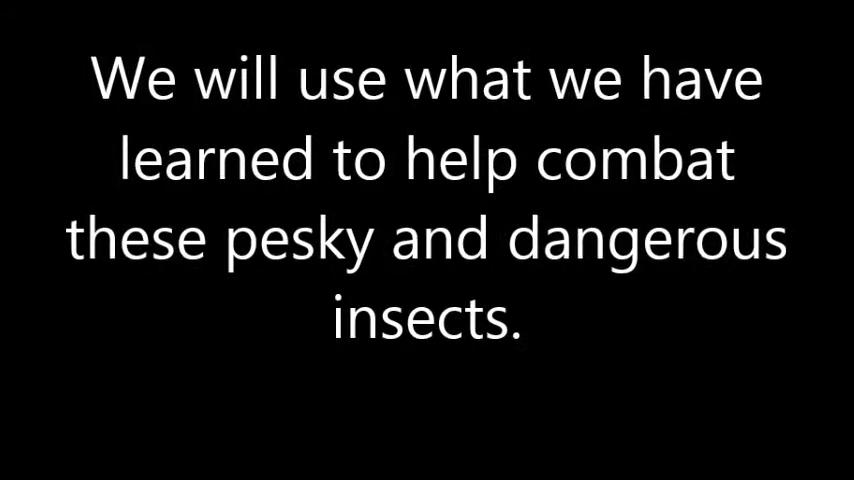 We will use what we have
learned to help combat
these pesky and dangerous
insects.